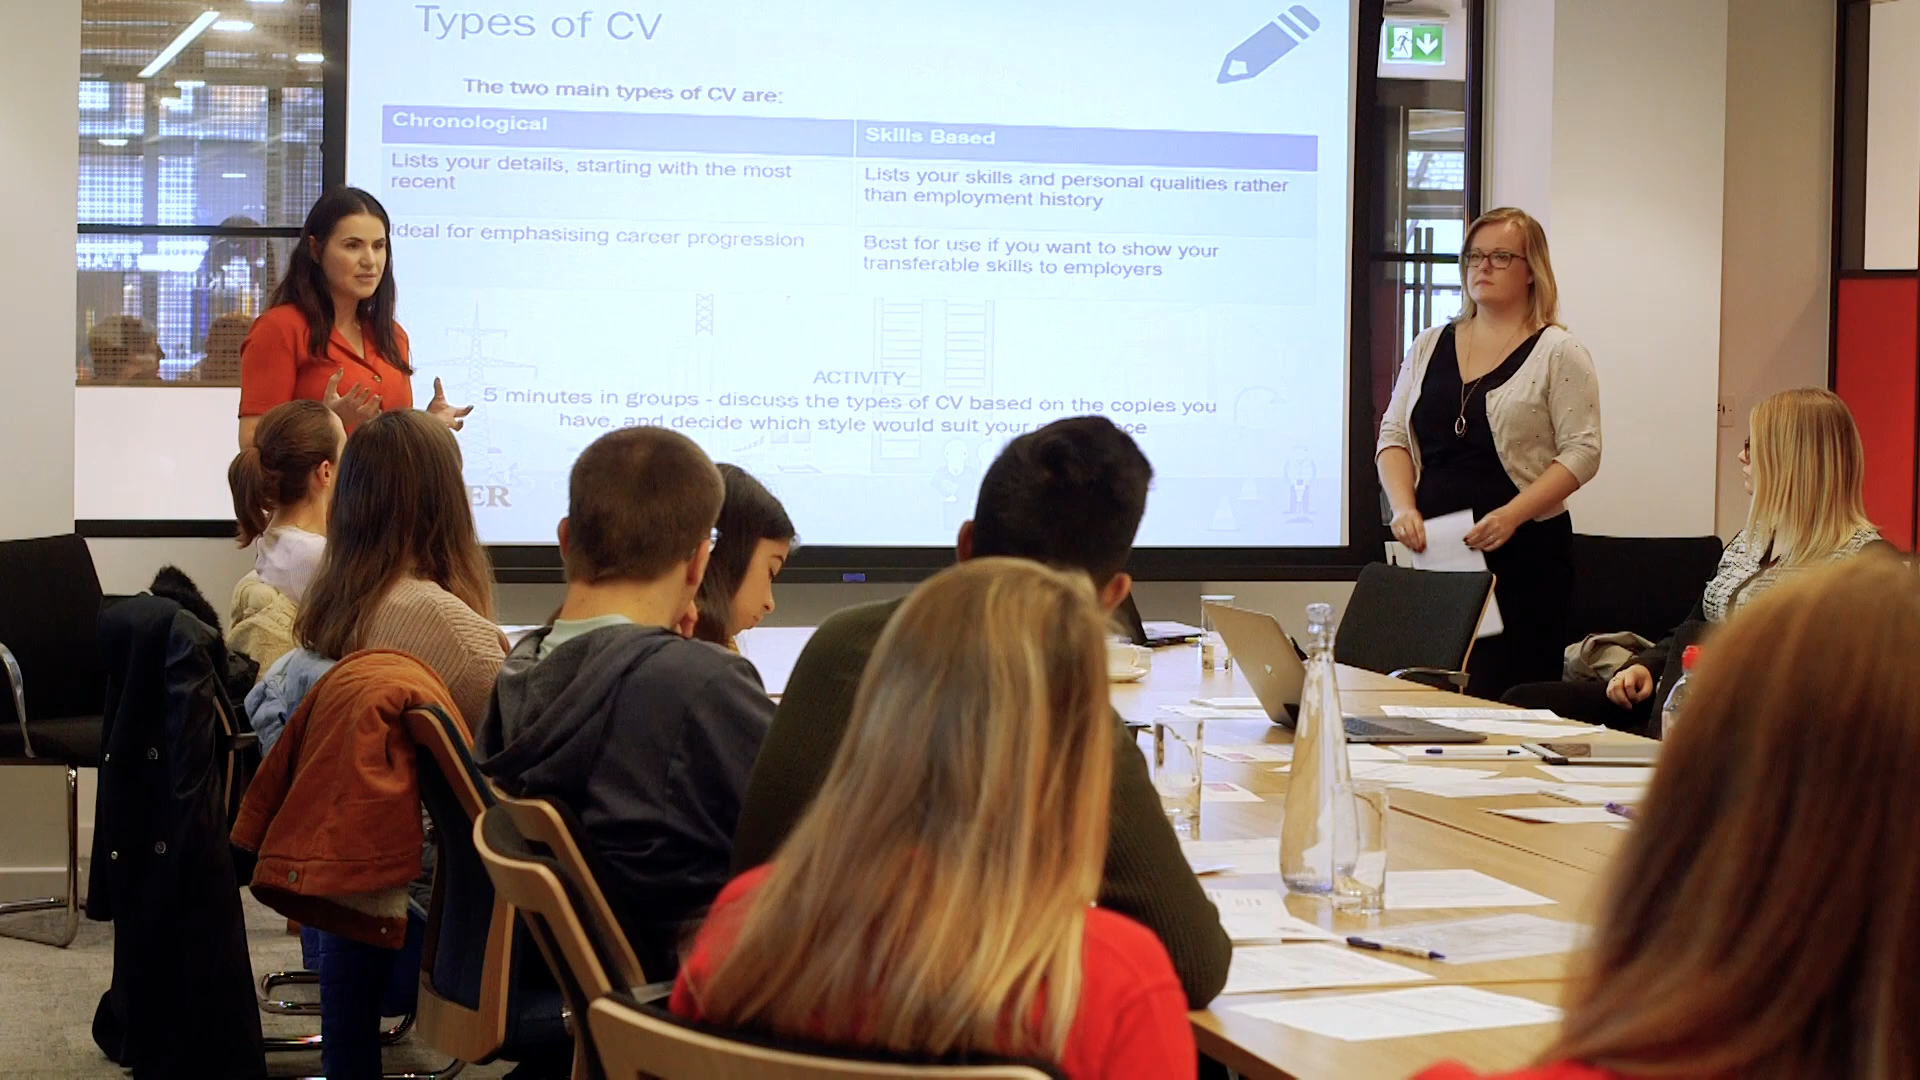 Types of CV
The two main types of CV are:
Chronological
Skills Based
Lists your details, starting with the most
recent
Lists your skills and personal qualities rather
than employment history
Ideal for emphasising career progression
Best for use if you want to show your
transferable skills to employers
ACTIVITY
5 minutes in groups - discuss the types of CV based on the copies you
have, and decide which style would suit your